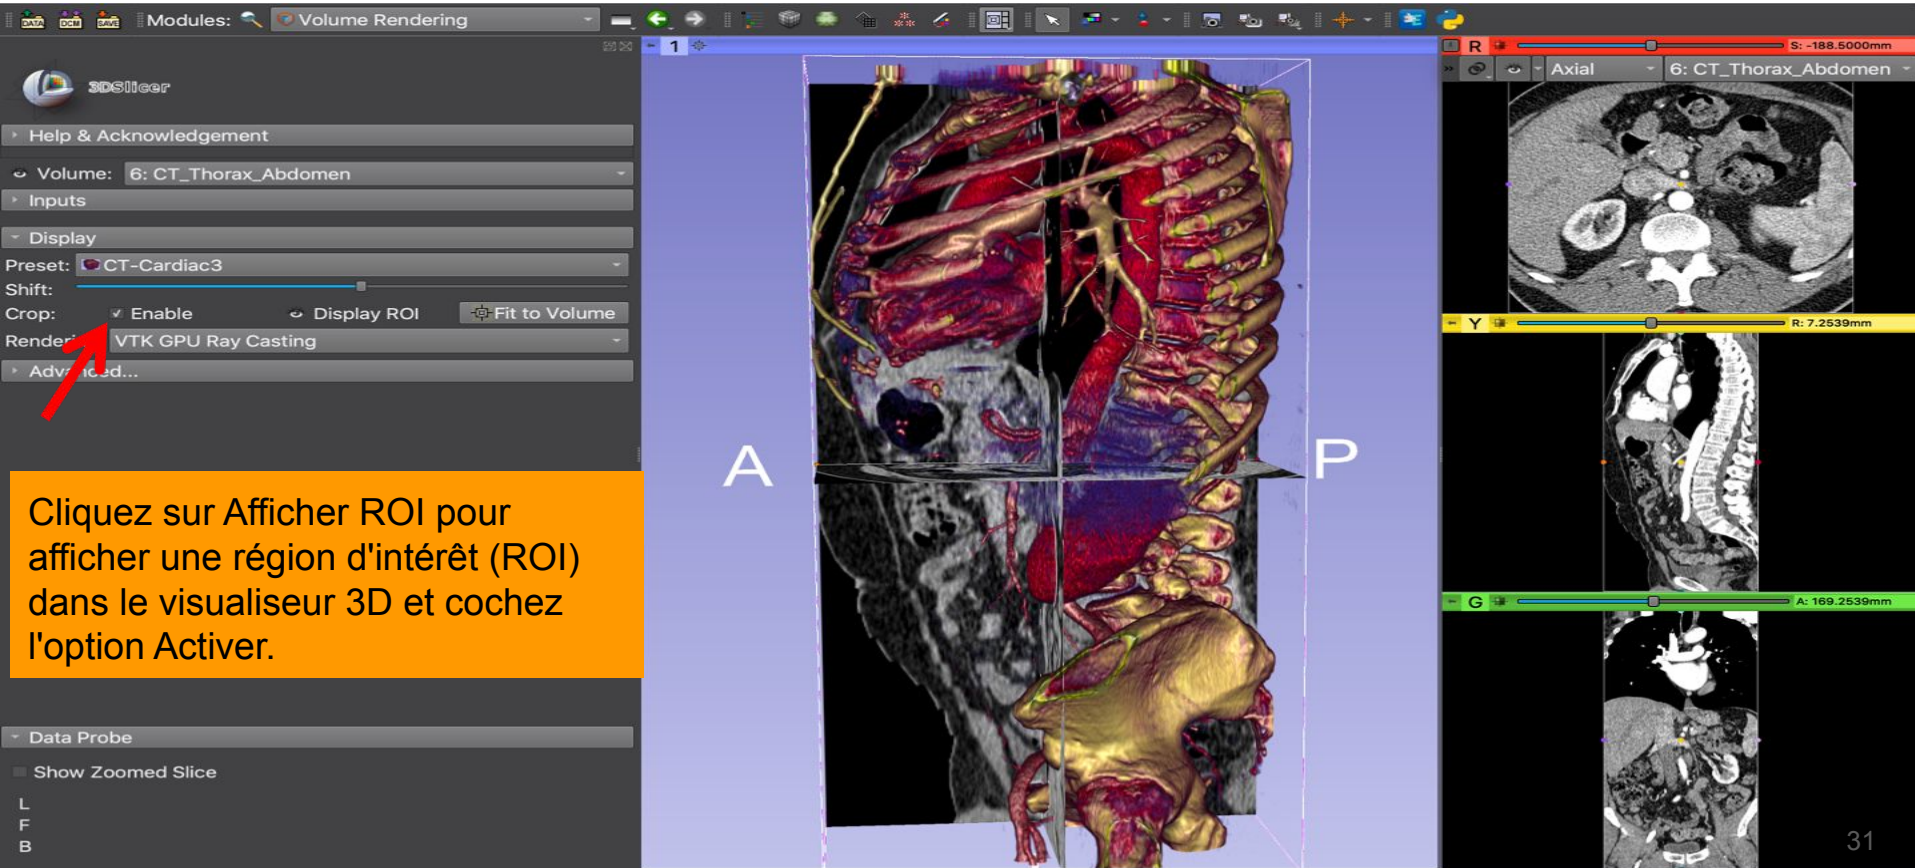 DATA DCM SAVE Modules: Volume Rendering
1
3DSlicer
Help & Acknowledgement
Volume: 6: CT_Thorax_Abdomen
Inputs
Display
Preset: CT-Cardiac3
Shift:
Crop: Enable Display ROI Fit to Volume
VTK GPU Ray Casting
Cliquez sur Afficher ROI pour
afficher une région d'intérêt (ROI)
dans le visualiseur 3D et cochez
l'option Activer.
Data Probe
Show Zoomed Slice
L
F
B
A
P
R S: -188.5000mm
Axial 6: CT_Thorax_Abdomen
Y R: 7.2539mm
G A: 169.2539mm
31